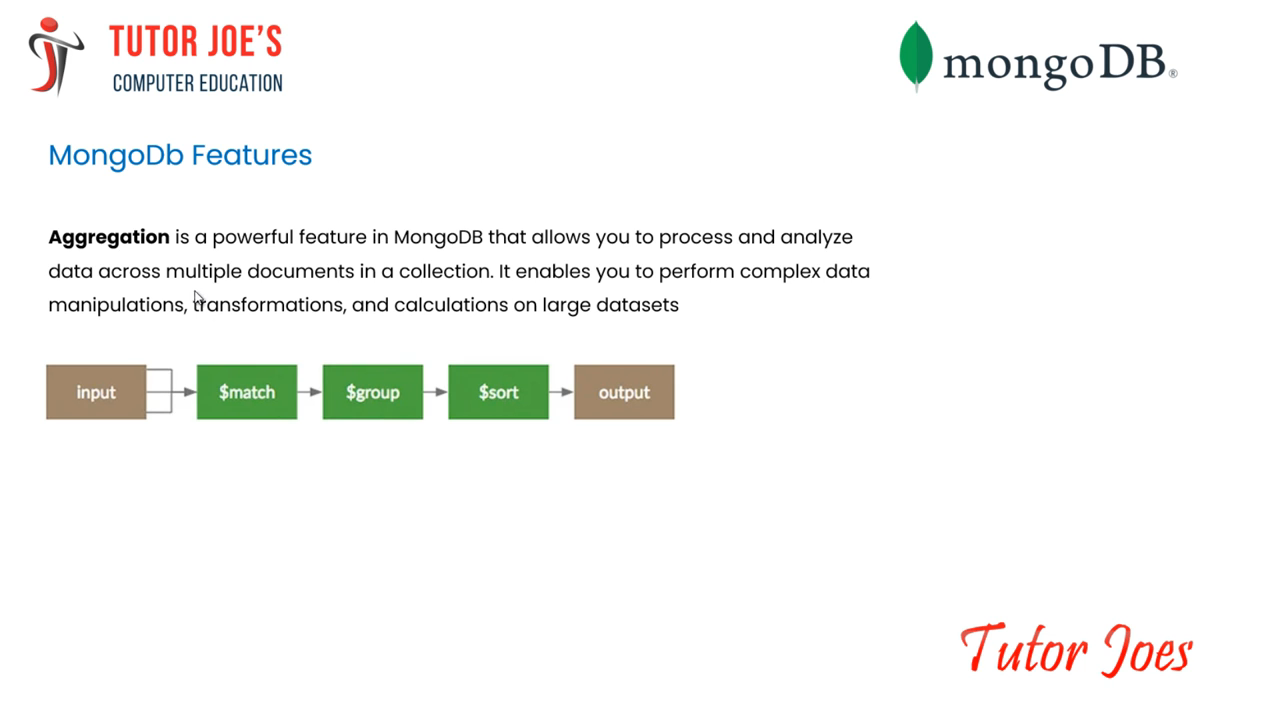 TUTOR JOE'S
COMPUTER EDUCATION
mongoDB®
MongoDb Features
Aggregation is a powerful feature in MongoDB that allows you to process and analyze
data across multiple documents in a collection. It enables you to perform complex data
manipulations, transformations, and calculations on large datasets
input $match $group $sort output
Tutor Joes